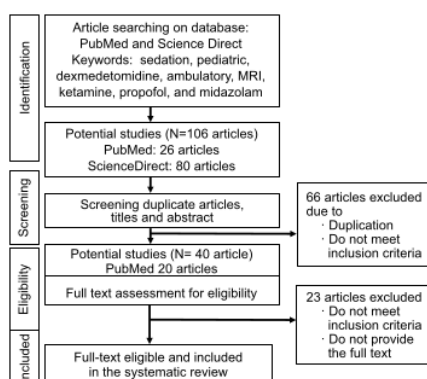 Identification
Article searching on database:
PubMed and Science Direct
Keywords: sedation, pediatric,
dexmedetomidine, ambulatory, MRI,
ketamine, propofol, and midazolam
Potential studies (N=106 articles)
PubMed: 26 articles
ScienceDirect: 80 articles
Screening
Screening duplicate articles,
titles and abstract
66 articles excluded
due to
· Duplication
· Do not meet
inclusion criteria
Eligibility
Potential studies (N= 40 article)
PubMed 20 articles
Full text assessment for eligibility
23 articles excluded
· Do not meet
inclusion criteria
· Do not provide
the full text
Included
Full-text eligible and included
in the systematic review